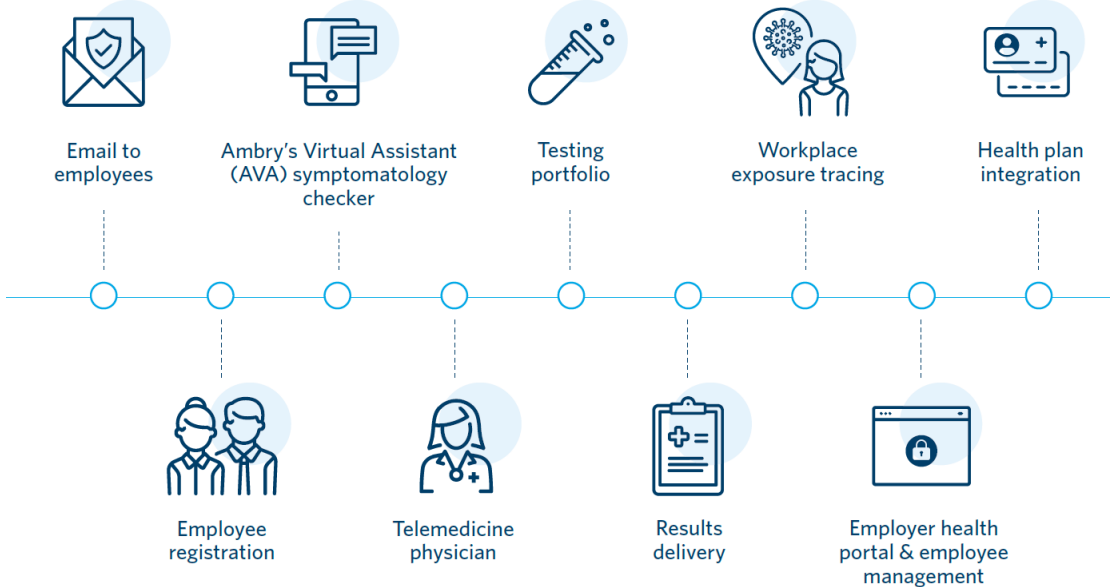 Email to
employees
Ambry’s Virtual Assistant
(AVA) symptomatology
checker
Testing
portfolio
Workplace
exposure tracing
Health plan
integration
Employee
registration
Telemedicine
physician
Results
delivery
Employer health
portal & employee
management